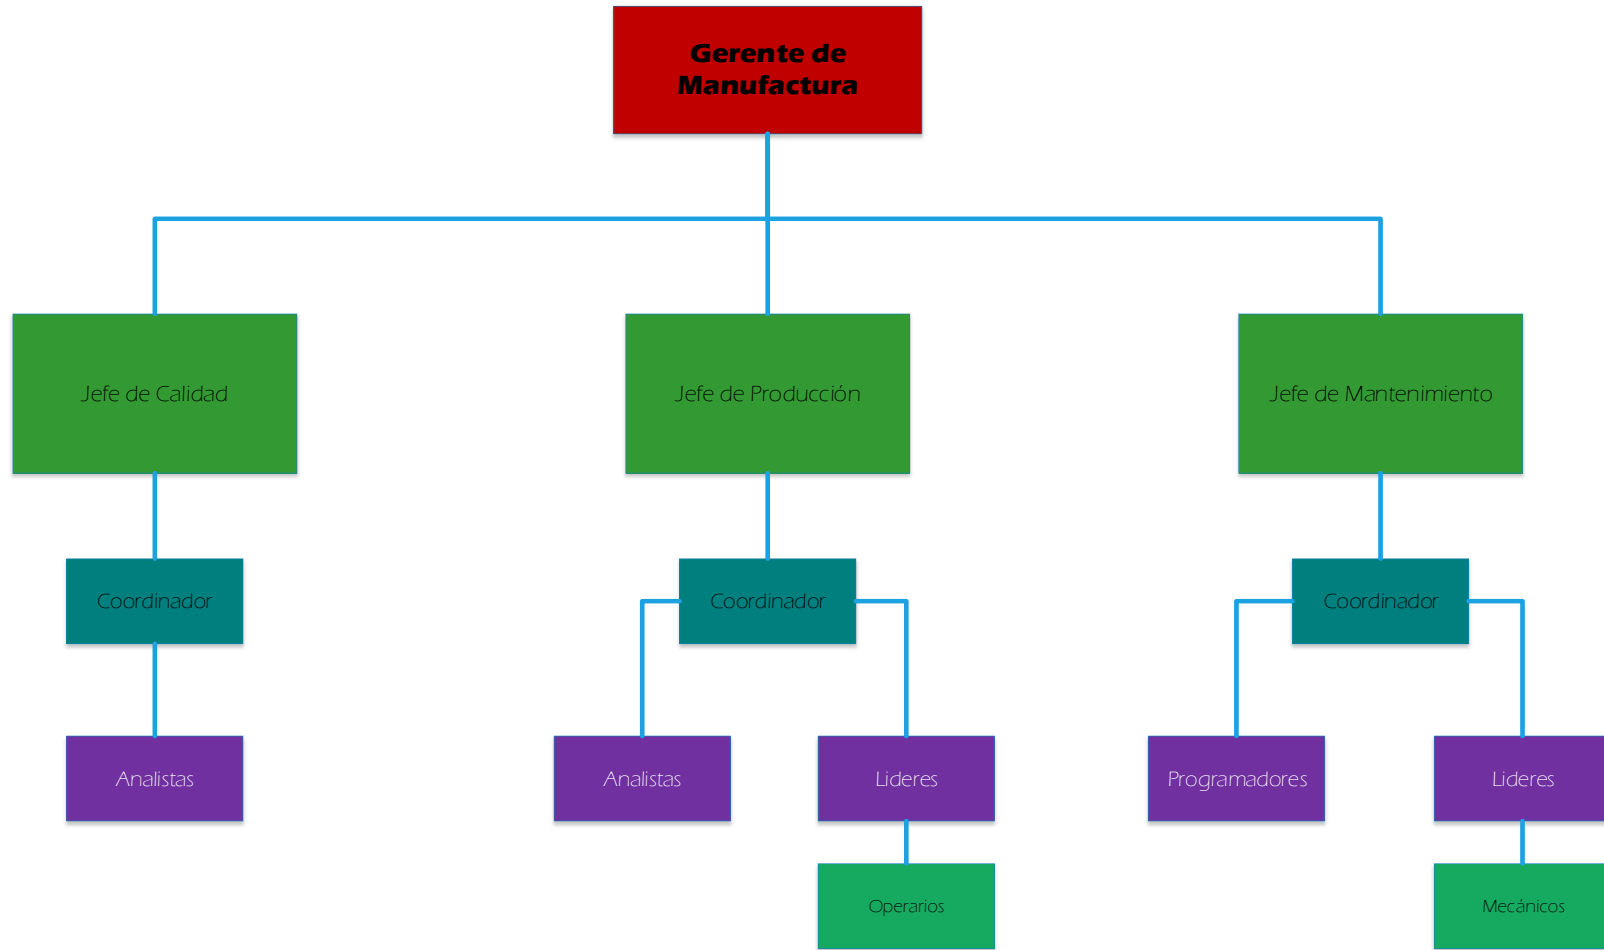 Gerente de
Manufactura
Jefe de Calidad
Jefe de Producción
Jefe de Mantenimiento
Coordinador
Coordinador
Coordinador
Analistas
Analistas
Lideres
Programadores
Lideres
Operarios
Mecánicos